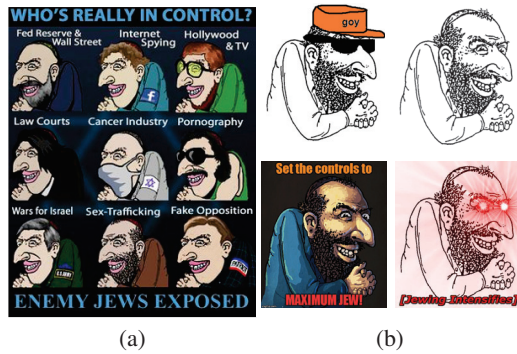 WHO'S REALLY IN CONTROL?
Fed Reserve &
Wall Street
Internet
Spying
Hollywood
& TV
f
Law Courts
Cancer Industry
Pornography
Wars for Israel
Sex-Trafficking
Fake Opposition
ENEMY JEWS EXPOSED
(a)
goy
Set the controls to
MAXIMUM JEW!
[Jewing Intensifies]
(b)